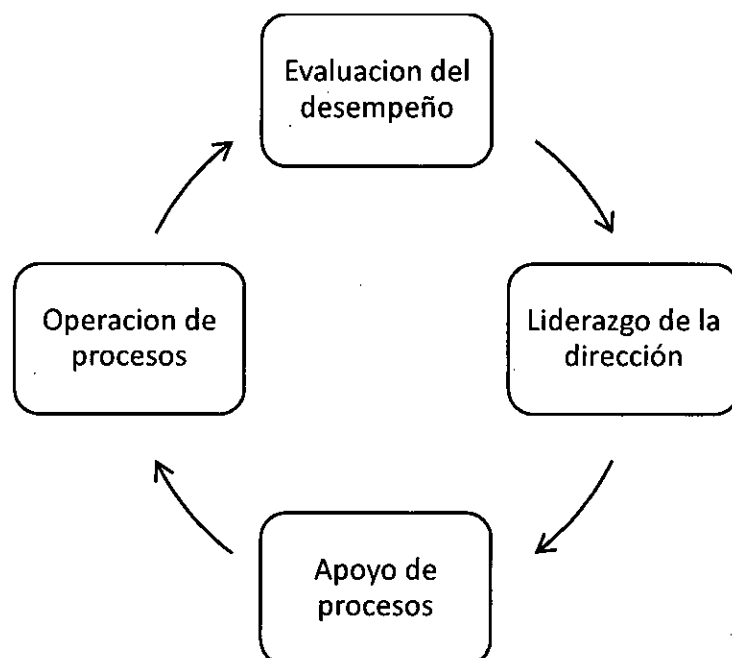 Evaluacion del
desempeño
Operacion de
procesos
Liderazgo de la
dirección
Apoyo de
procesos